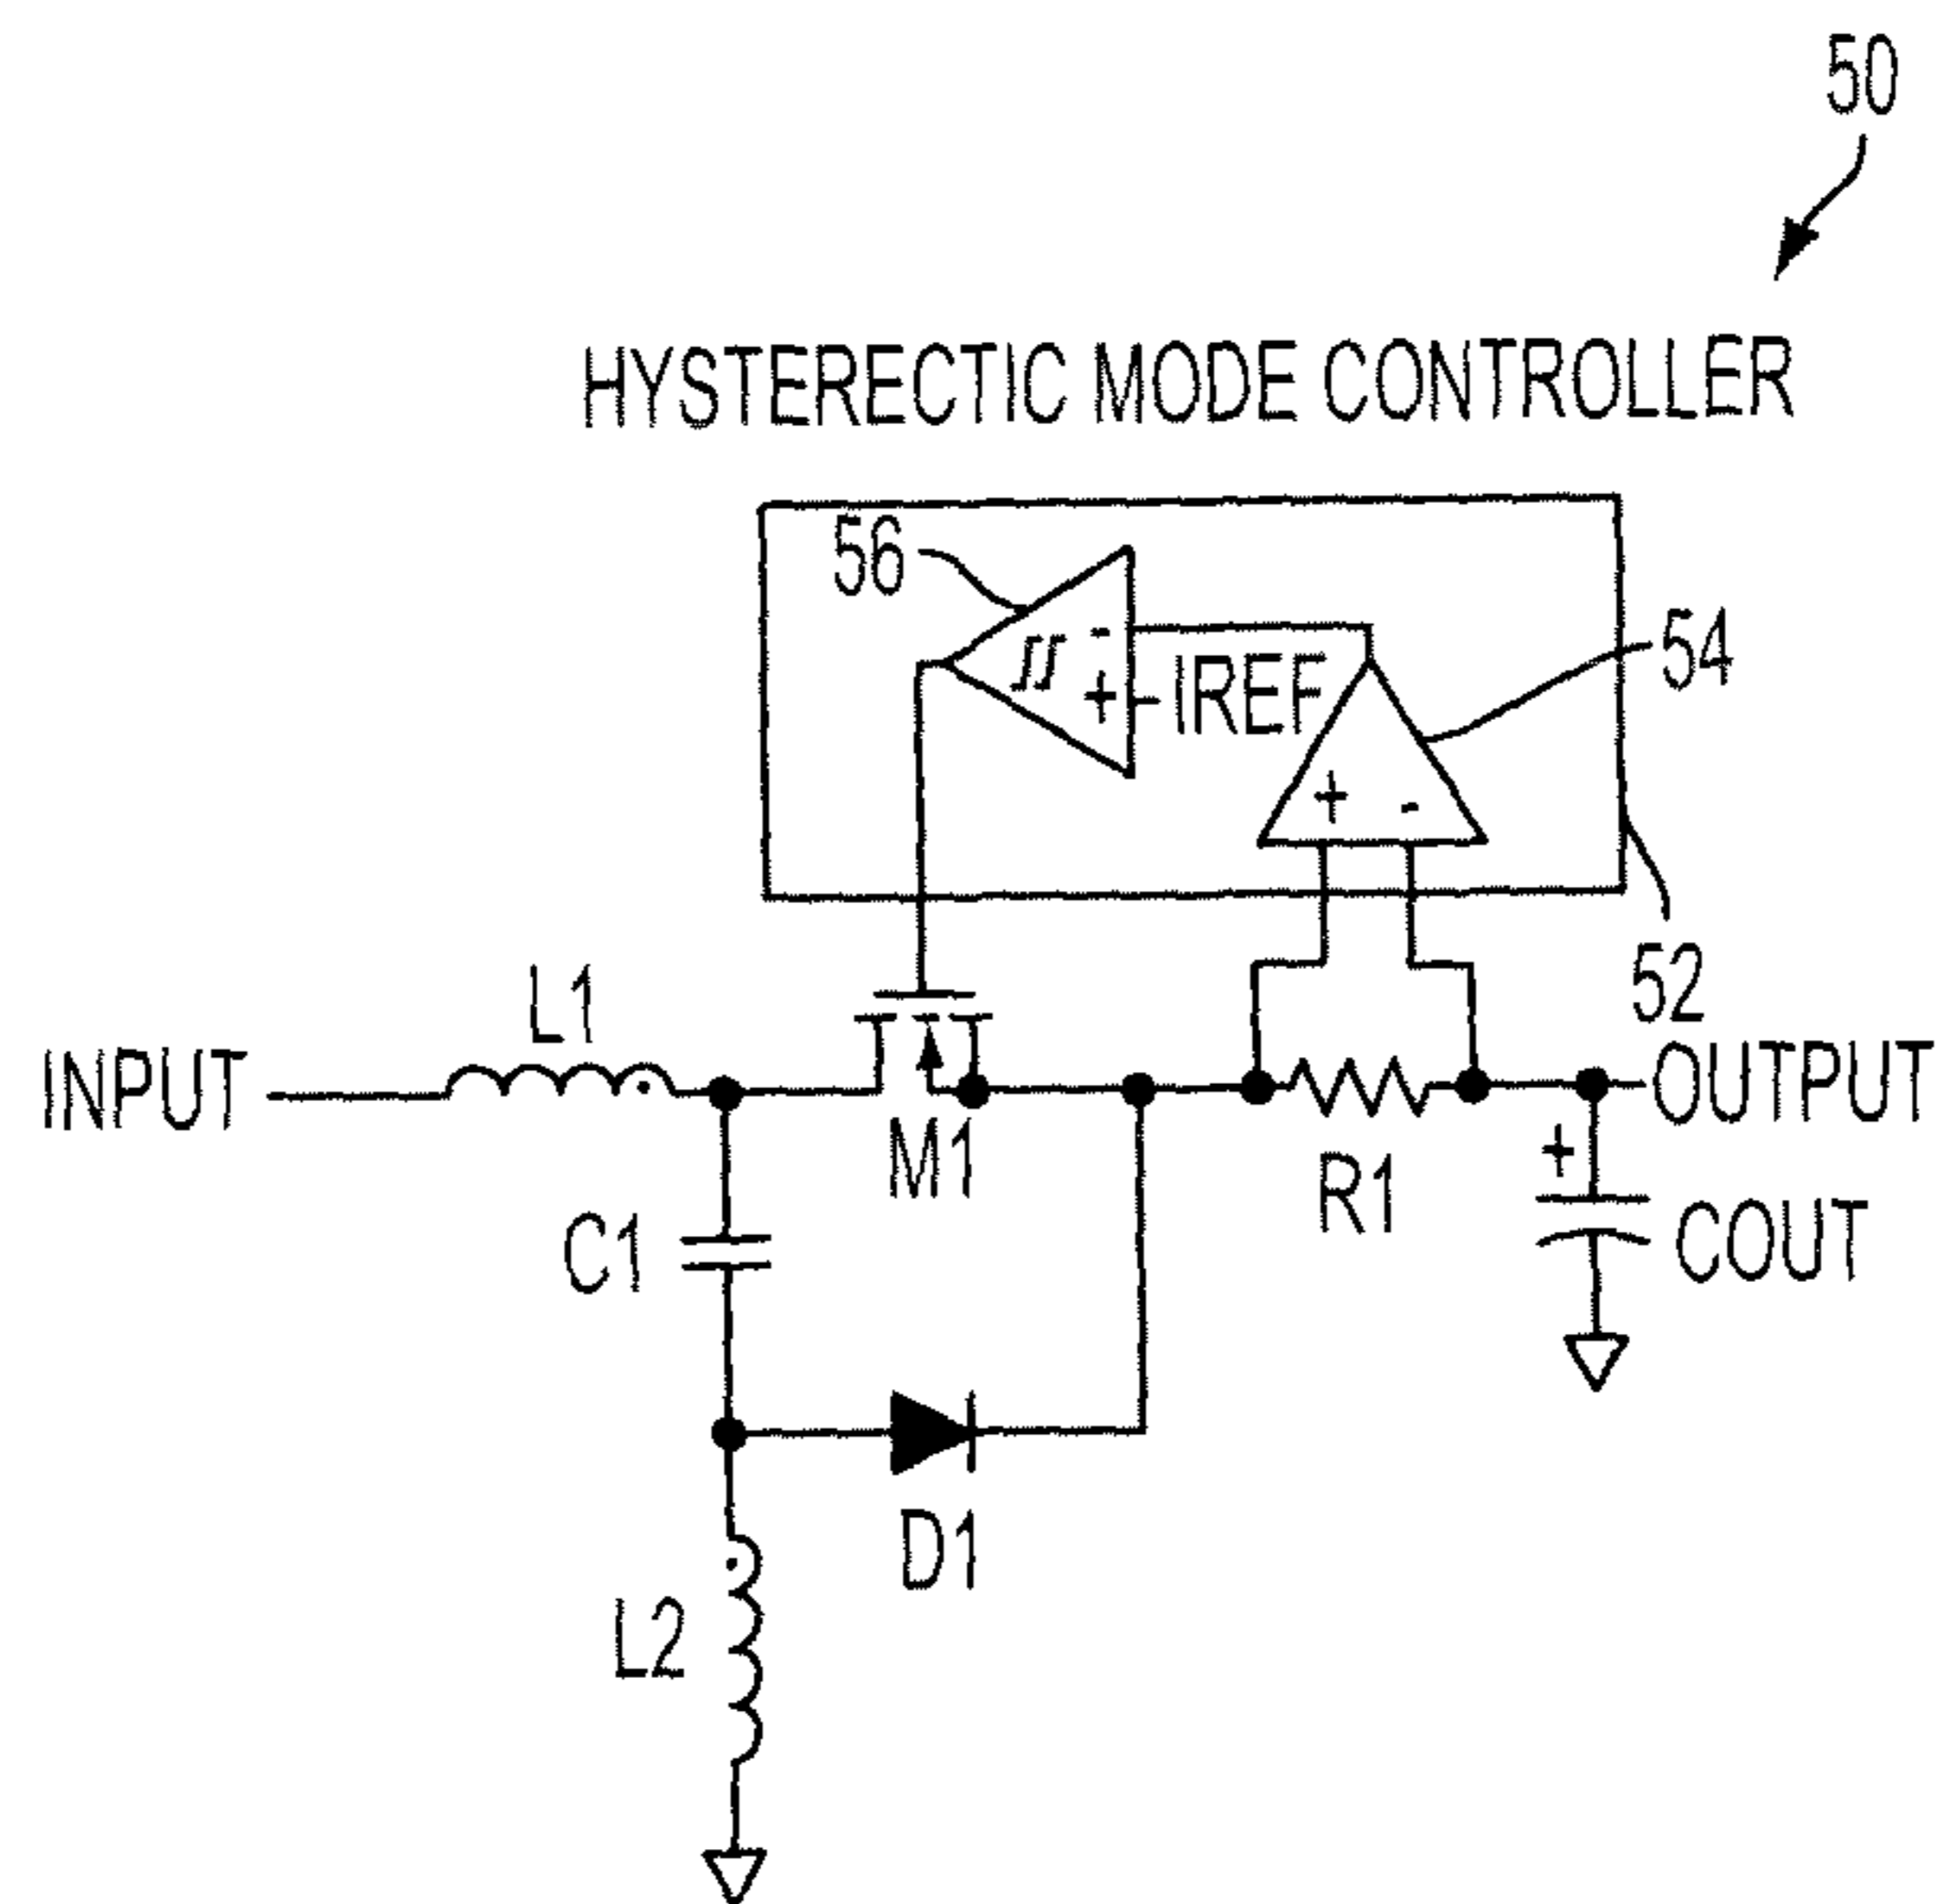 50
HYSTERECTIC MODE CONTROLLER
56
-
+
IREF
54
+ -
52
L1
INPUT
OUTPUT
M1
R1
+
COUT
C1
D1
L2